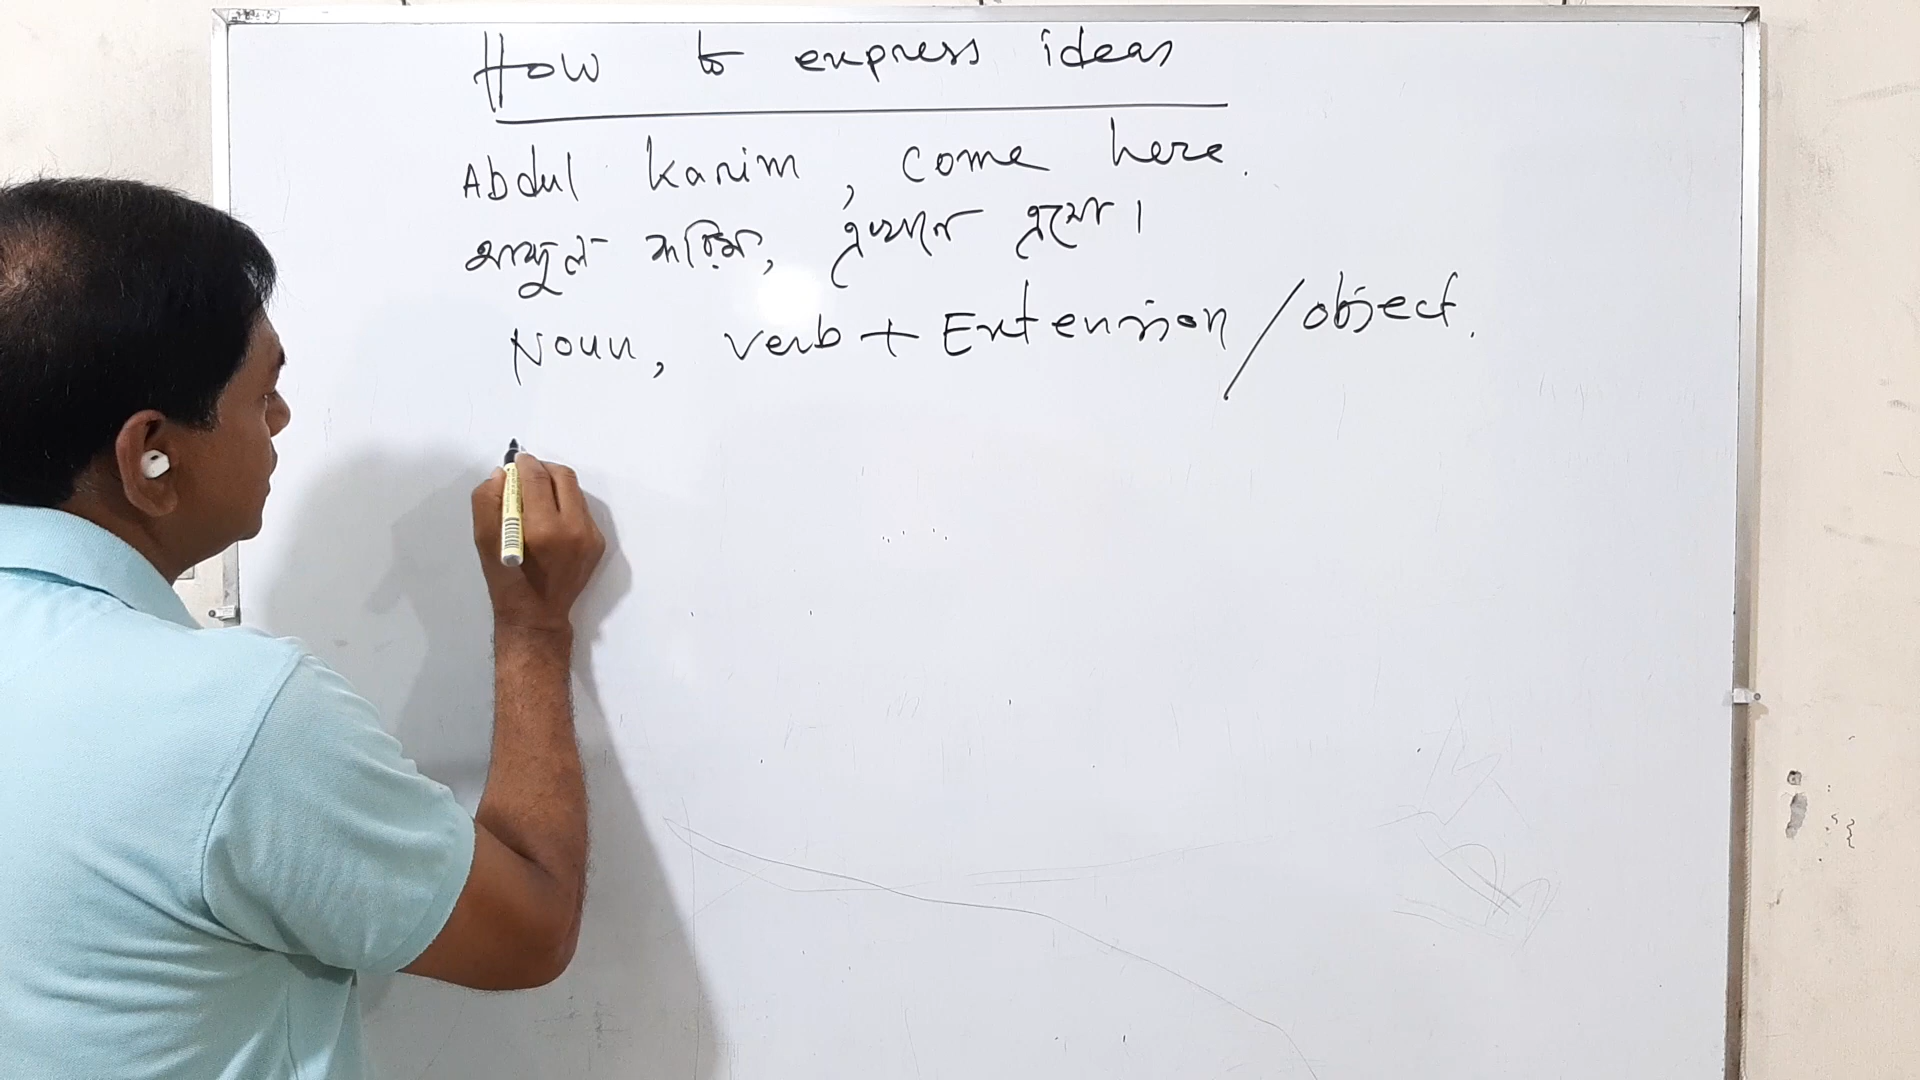 How to express ideas
Abdul Karim, come here.
আব্দুল করিম, এখানে এসো।
Noun, verb + Extension / object.